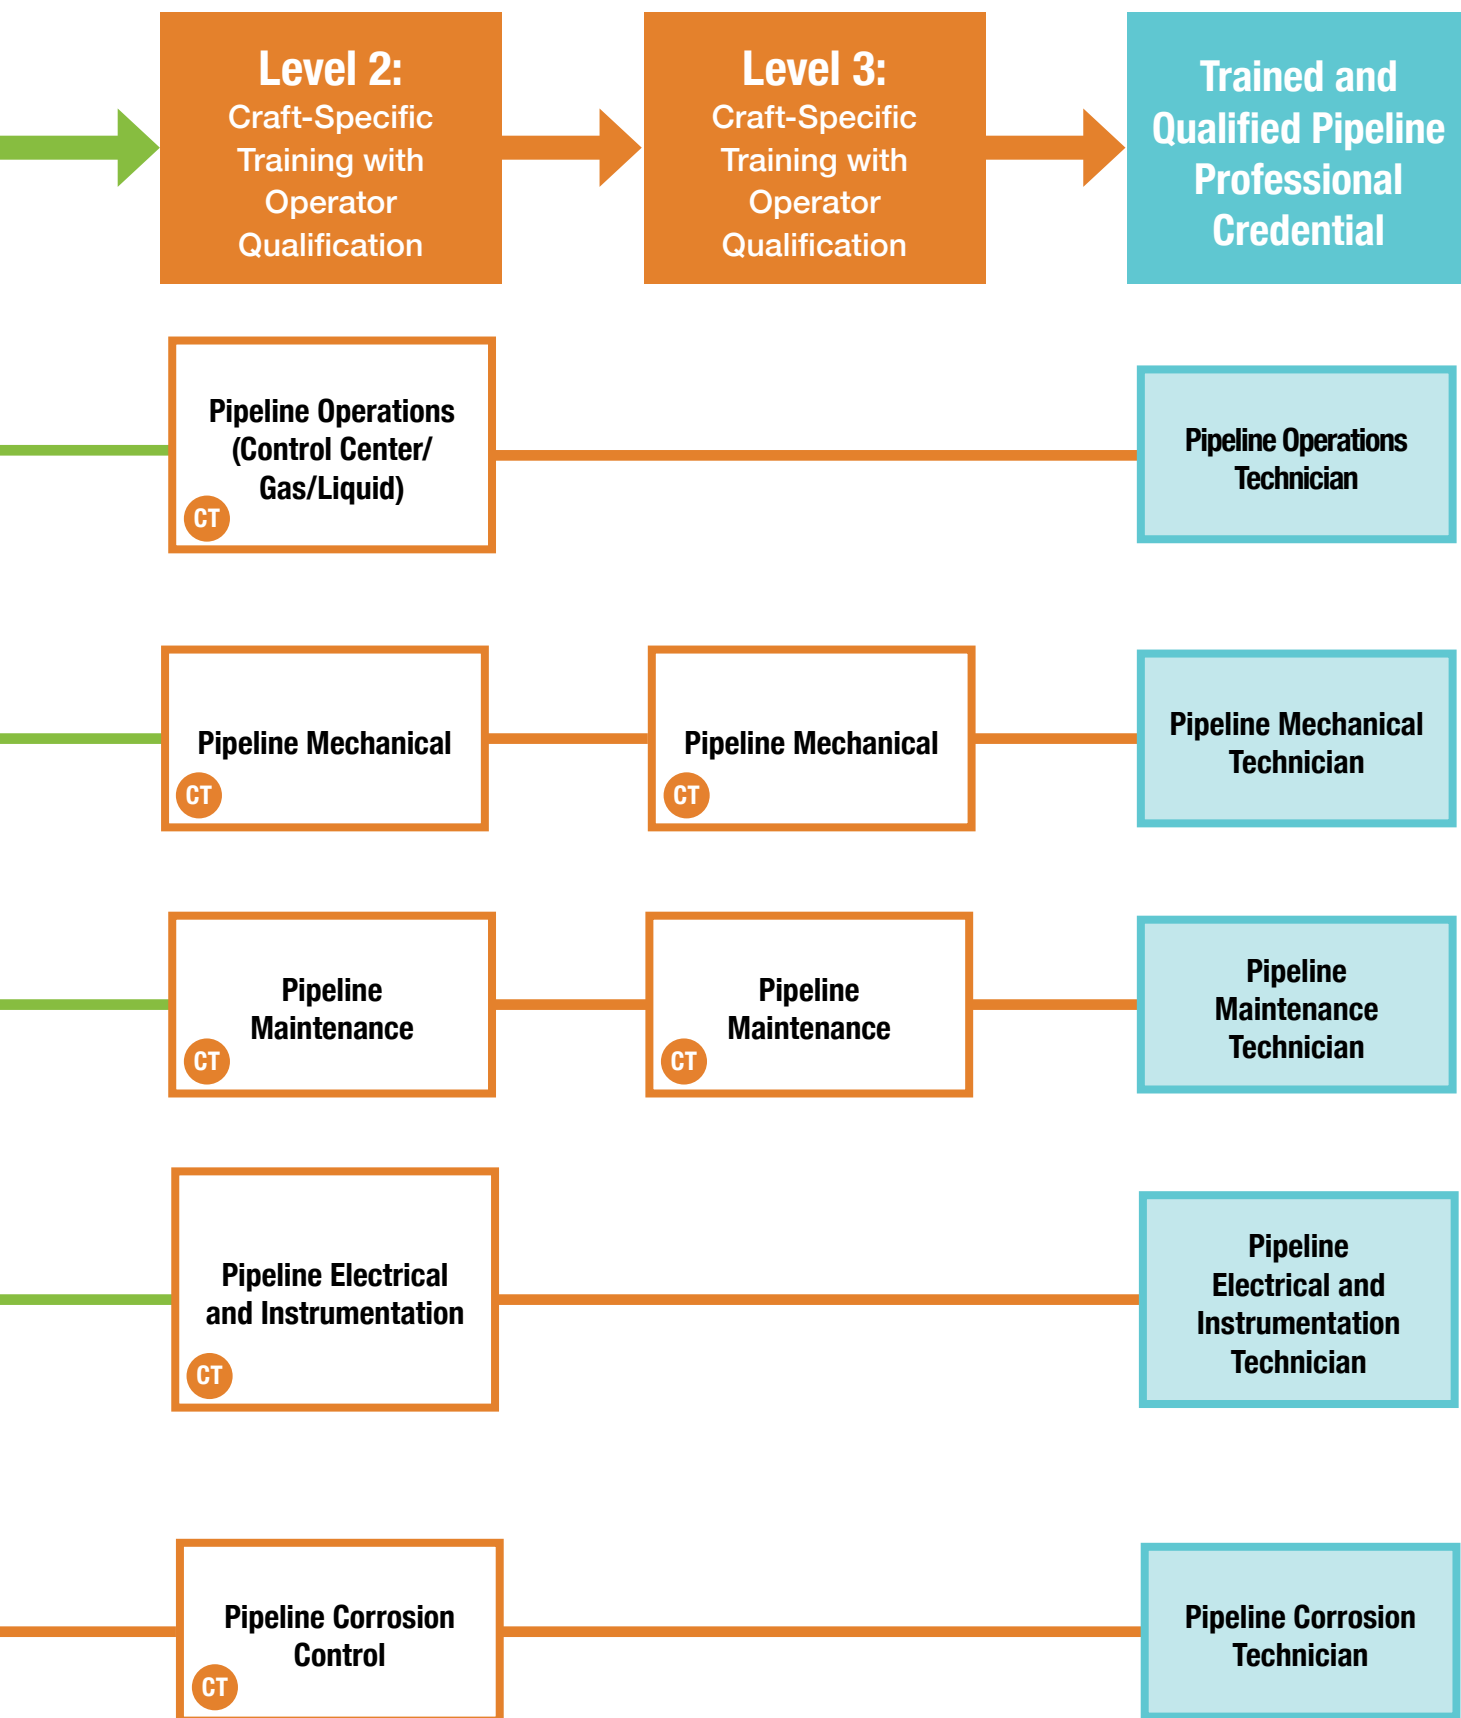 Level 2:
Craft-Specific
Training with
Operator
Qualification
Level 3:
Craft-Specific
Training with
Operator
Qualification
Trained and
Qualified Pipeline
Professional
Credential
Pipeline Operations
(Control Center/
Gas/Liquid)
CT
Pipeline Operations
Technician
Pipeline Mechanical
CT
Pipeline Mechanical
CT
Pipeline Mechanical
Technician
Pipeline
Maintenance
CT
Pipeline
Maintenance
CT
Pipeline
Maintenance
Technician
Pipeline Electrical
and Instrumentation
CT
Pipeline
Electrical and
Instrumentation
Technician
Pipeline Corrosion
Control
CT
Pipeline Corrosion
Technician